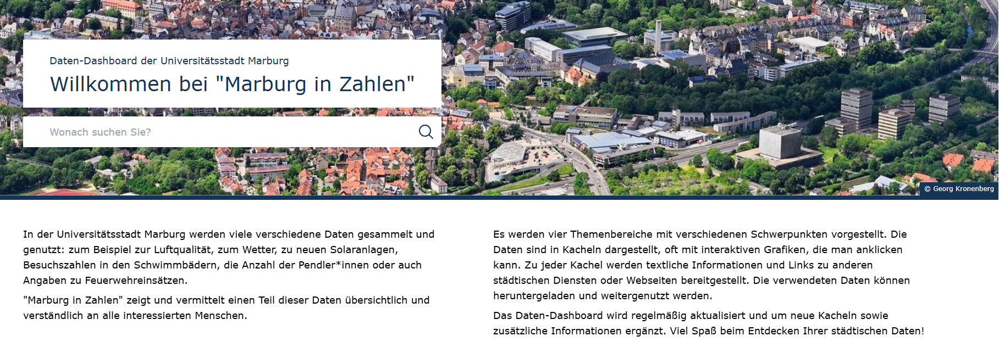 Daten-Dashboard der Universitätsstadt Marburg
Willkommen bei "Marburg in Zahlen"
Wonach suchen Sie?
© Georg Kronenberg
In der Universitätsstadt Marburg werden viele verschiedene Daten gesammelt und
genutzt: zum Beispiel zur Luftqualität, zum Wetter, zu neuen Solaranlagen,
Besuchszahlen in den Schwimmbädern, die Anzahl der Pendler*innen oder auch
Angaben zu Feuerwehreinsätzen.
"Marburg in Zahlen" zeigt und vermittelt einen Teil dieser Daten übersichtlich und
verständlich an alle interessierten Menschen.
Es werden vier Themenbereiche mit verschiedenen Schwerpunkten vorgestellt. Die
Daten sind in Kacheln dargestellt, oft mit interaktiven Grafiken, die man anklicken
kann. Zu jeder Kachel werden textliche Informationen und Links zu anderen
städtischen Diensten oder Webseiten bereitgestellt. Die verwendeten Daten können
heruntergeladen und weitergenutzt werden.
Das Daten-Dashboard wird regelmäßig aktualisiert und um neue Kacheln sowie
zusätzliche Informationen ergänzt. Viel Spaß beim Entdecken Ihrer städtischen Daten!